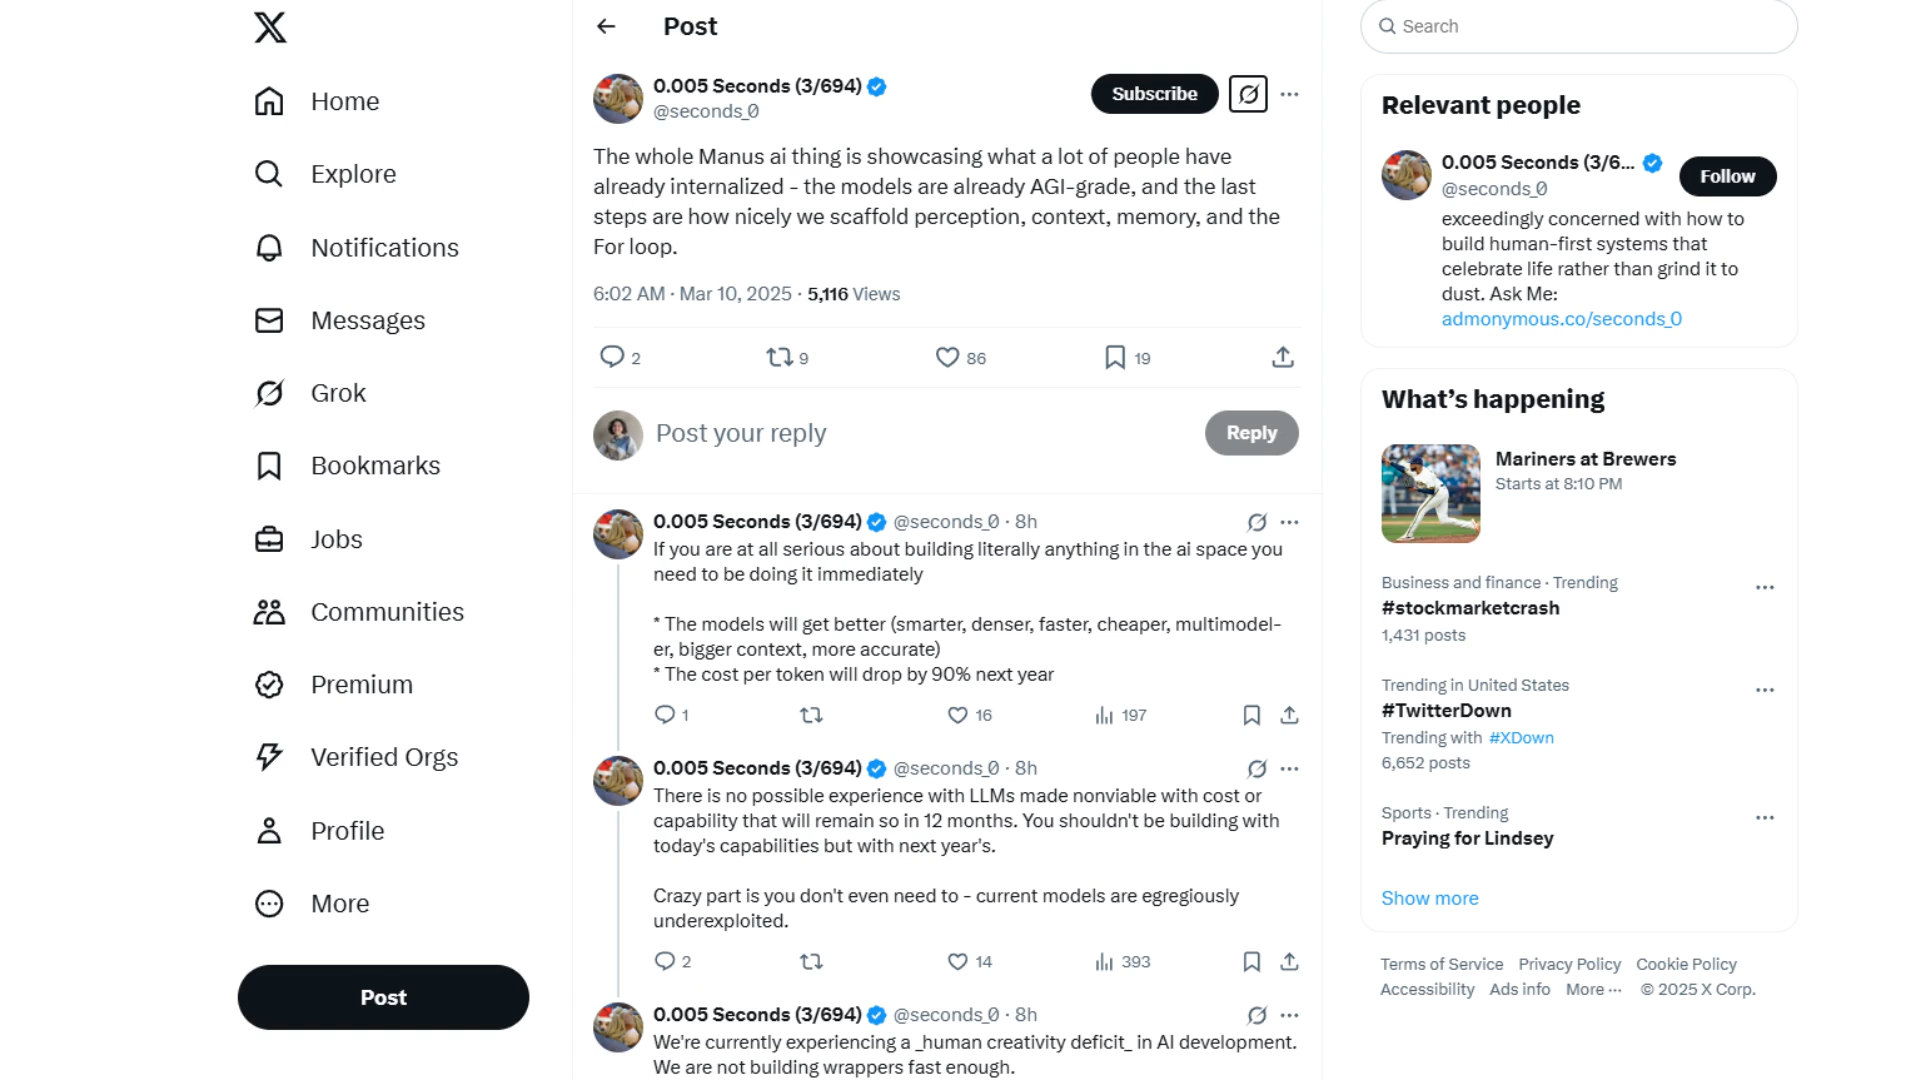 Home
Explore
Notifications
Messages
Grok
Bookmarks
Jobs
Communities
Premium
Verified Orgs
Profile
More
Post
Post
0.005 Seconds (3/694)
@seconds_0
Subscribe
The whole Manus ai thing is showcasing what a lot of people have
already internalized - the models are already AGI-grade, and the last
steps are how nicely we scaffold perception, context, memory, and the
For loop.
6:02 AM · Mar 10, 2025 · 5,116 Views
2 9 86 19
Post your reply
Reply
0.005 Seconds (3/694) @seconds_0 · 8h
If you are at all serious about building literally anything in the ai space you
need to be doing it immediately
* The models will get better (smarter, denser, faster, cheaper, multimodel-
er, bigger context, more accurate)
* The cost per token will drop by 90% next year
1 16 197
0.005 Seconds (3/694) @seconds_0 · 8h
There is no possible experience with LLMs made nonviable with cost or
capability that will remain so in 12 months. You shouldn't be building with
today's capabilities but with next year's.
Crazy part is you don't even need to - current models are egregiously
underexploited.
2 14 393
0.005 Seconds (3/694) @seconds_0 · 8h
We're currently experiencing a _human creativity deficit_ in AI development.
We are not building wrappers fast enough.
Search
Relevant people
0.005 Seconds (3/6...
@seconds_0
Follow
exceedingly concerned with how to
build human-first systems that
celebrate life rather than grind it to
dust. Ask Me:
admonymous.co/seconds_0
What's happening
Mariners at Brewers
Starts at 8:10 PM
Business and finance · Trending
#stockmarketcrash
1,431 posts
Trending in United States
#TwitterDown
Trending with #XDown
6,652 posts
Sports · Trending
Praying for Lindsey
Show more
Terms of Service Privacy Policy Cookie Policy
Accessibility Ads info More ··· © 2025 X Corp.